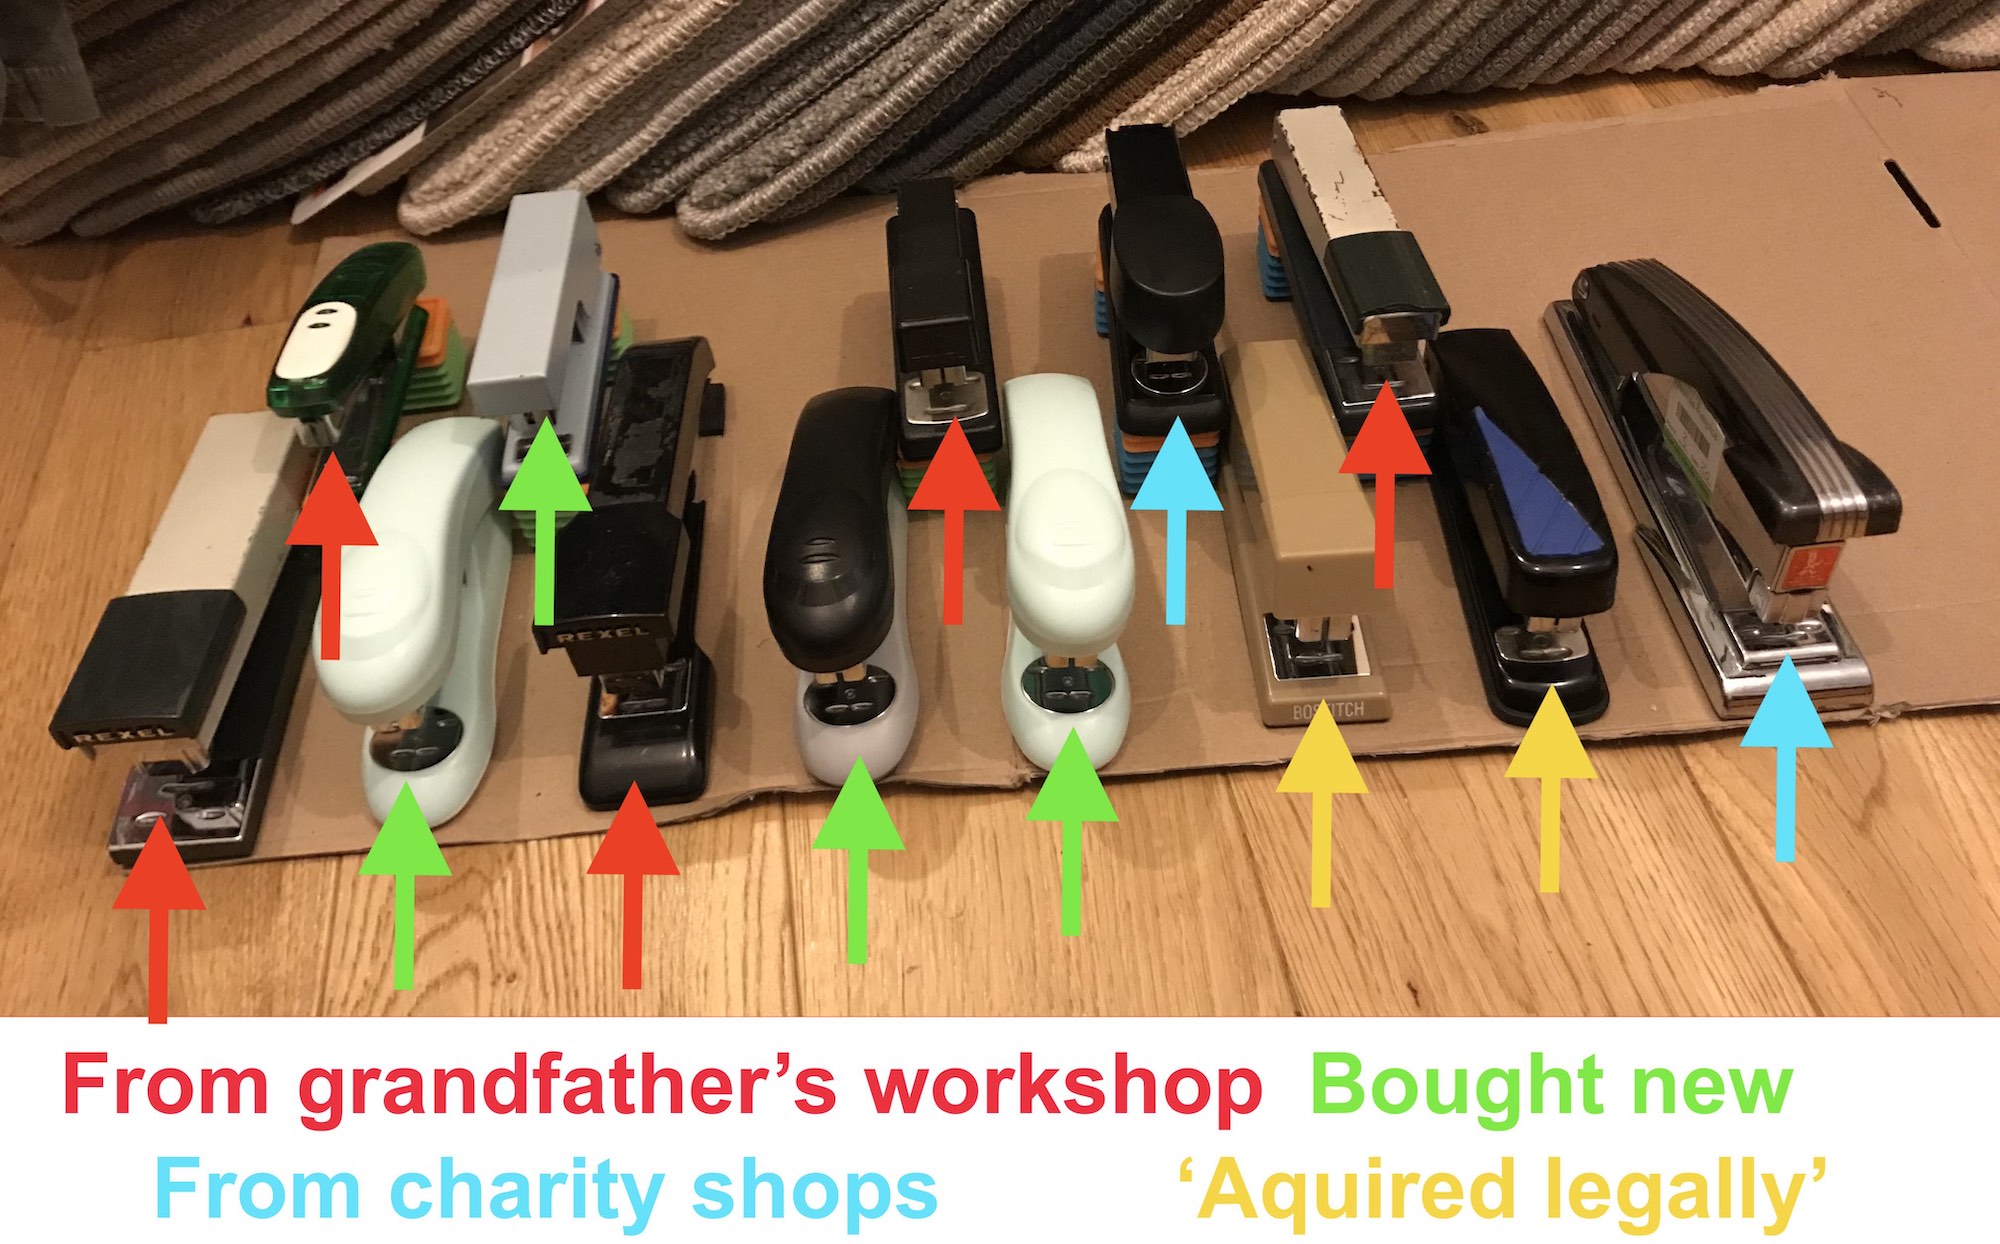 REXEL
REXEL
BOSTITCH
From grandfather’s workshop Bought new
From charity shops ‘Aquired legally’